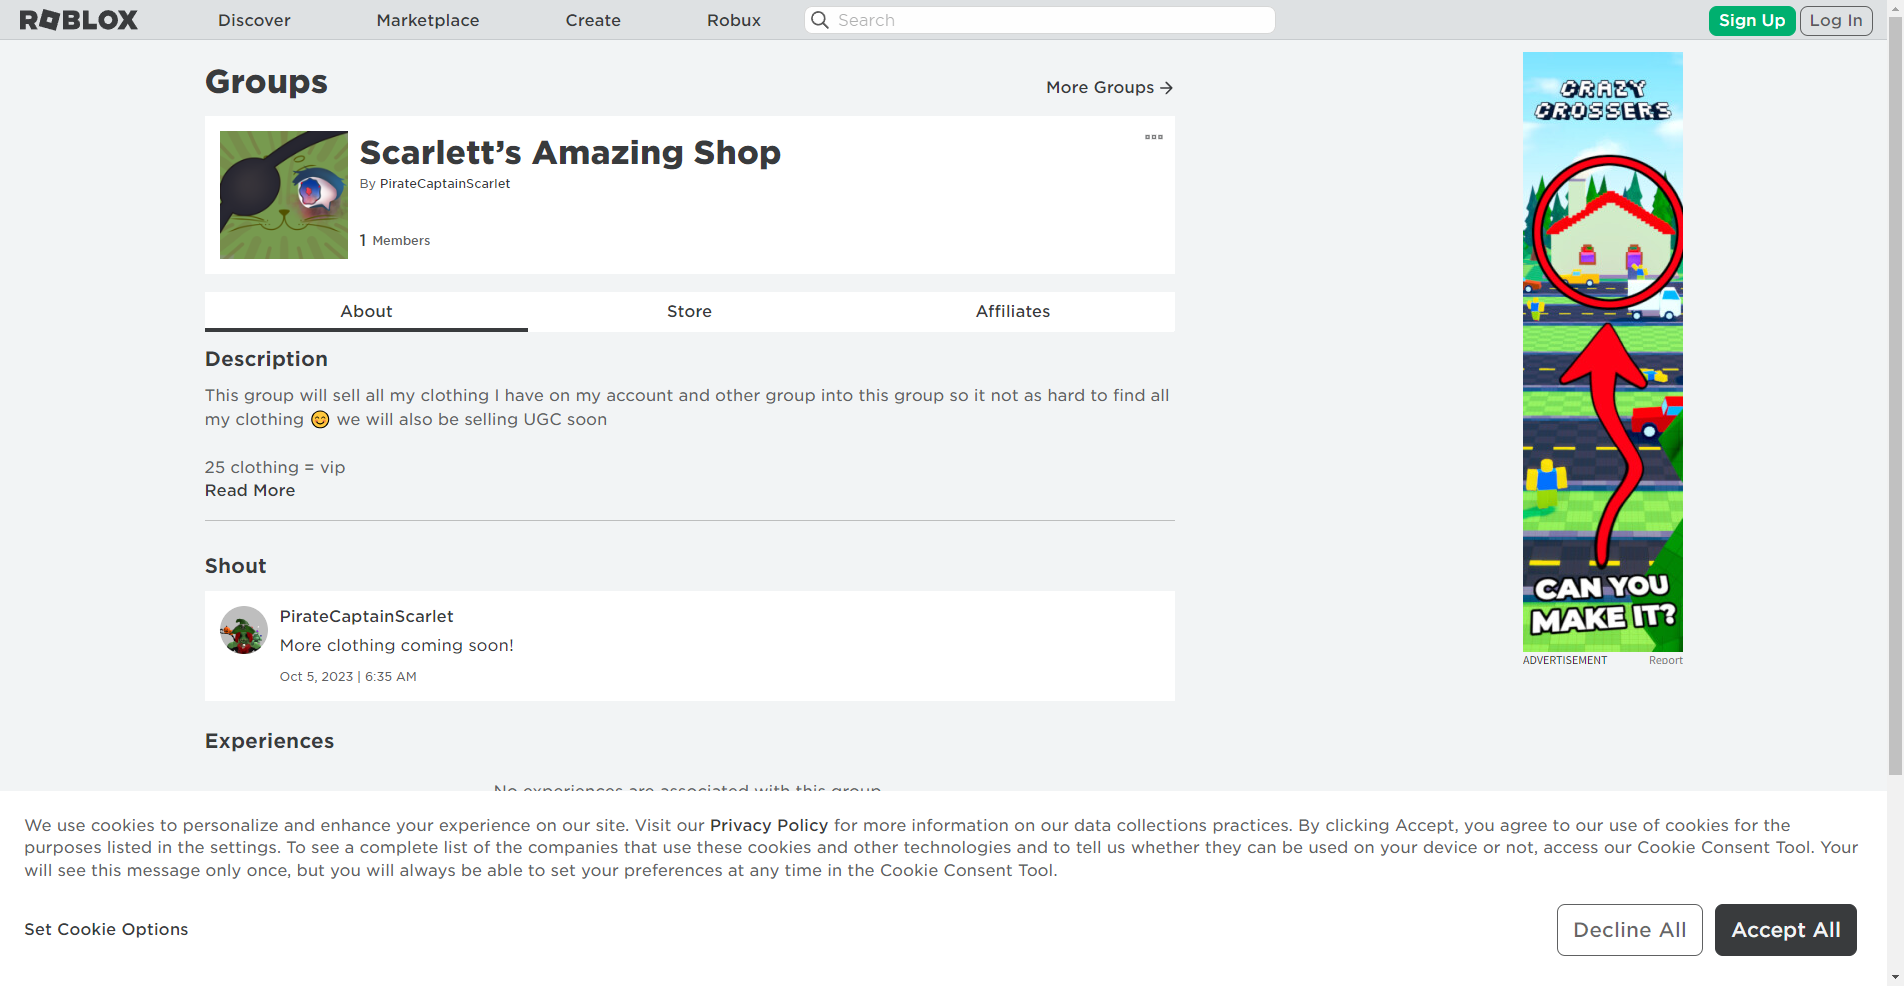 ROBLOX Discover Marketplace Create Robux Search Sign Up Log In
Groups
More Groups →
Scarlett’s Amazing Shop
By PirateCaptainScarlet
1 Members
About Store Affiliates
Description
This group will sell all my clothing I have on my account and other group into this group so it not as hard to find all
my clothing 😊 we will also be selling UGC soon
25 clothing = vip
Read More
Shout
PirateCaptainScarlet
More clothing coming soon!
Oct 5, 2023 | 6:35 AM
Experiences
No experiences are associated with this group
CRAZY
CROSSERS
CAN YOU
MAKE IT?
ADVERTISEMENT Report
We use cookies to personalize and enhance your experience on our site. Visit our Privacy Policy for more information on our data collections practices. By clicking Accept, you agree to our use of cookies for the
purposes listed in the settings. To see a complete list of the companies that use these cookies and other technologies and to tell us whether they can be used on your device or not, access our Cookie Consent Tool. Your
will see this message only once, but you will always be able to set your preferences at any time in the Cookie Consent Tool.
Set Cookie Options
Decline All
Accept All